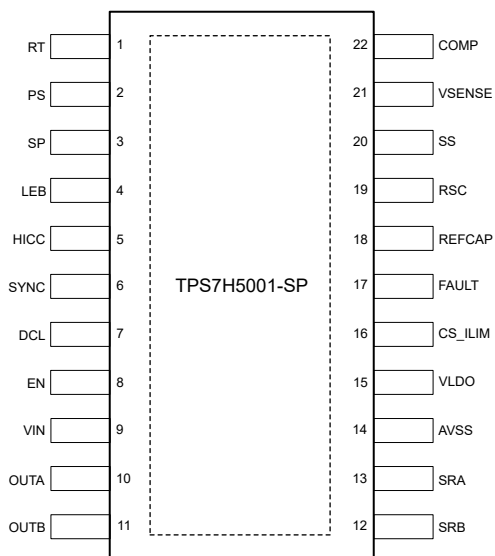 RT 1 22 COMP
PS 2 21 VSENSE
SP 3 20 SS
LEB 4 19 RSC
HICC 5 18 REFCAP
SYNC 6 TPS7H5001-SP 17 FAULT
DCL 7 16 CS_ILIM
EN 8 15 VLDO
VIN 9 14 AVSS
OUTA 10 13 SRA
OUTB 11 12 SRB